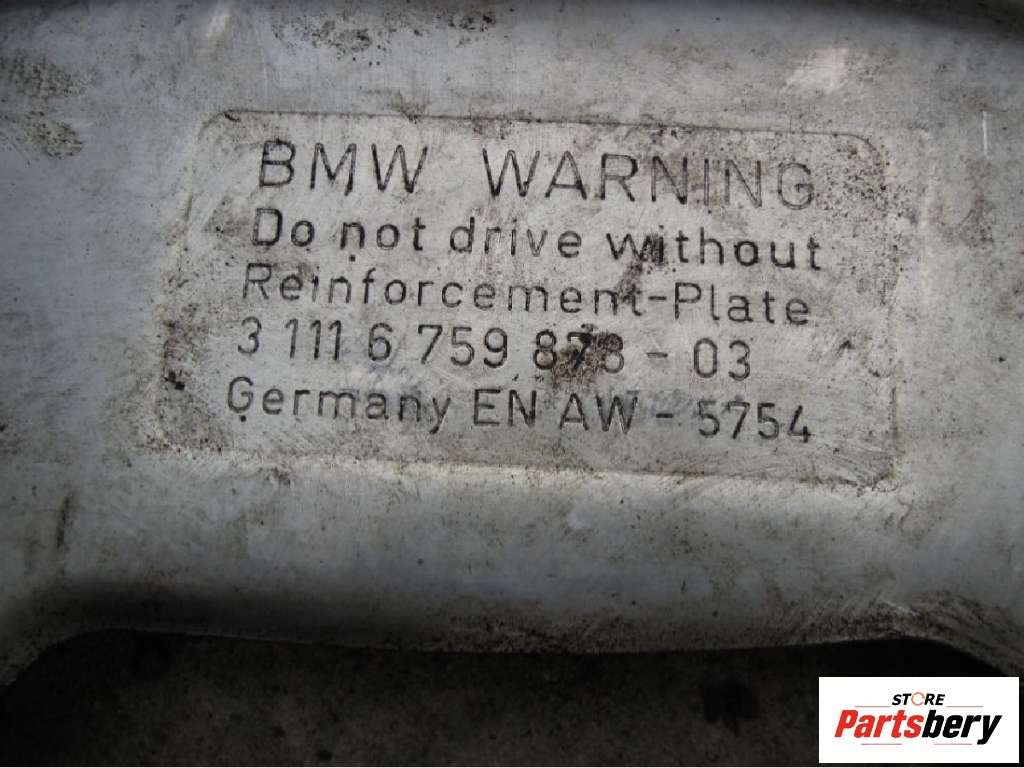 BMW WARNING
Do not drive without
Reinforcement-Plate
3 111 6 759 873 - 03
Germany EN AW - 5754
STORE
Partsbery